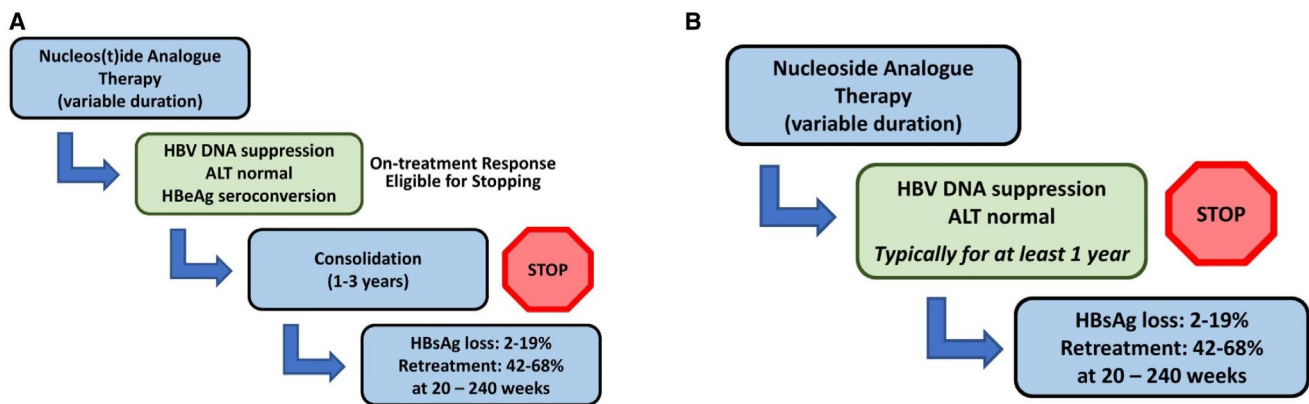 A
Nucleos(t)ide Analogue
Therapy
(variable duration)
HBV DNA suppression
ALT normal
HBeAg seroconversion
On-treatment Response
Eligible for Stopping
Consolidation
(1-3 years)
STOP
HBsAg loss: 2-19%
Retreatment: 42-68%
at 20 – 240 weeks
B
Nucleoside Analogue
Therapy
(variable duration)
HBV DNA suppression
ALT normal
Typically for at least 1 year
STOP
HBsAg loss: 2-19%
Retreatment: 42-68%
at 20 – 240 weeks